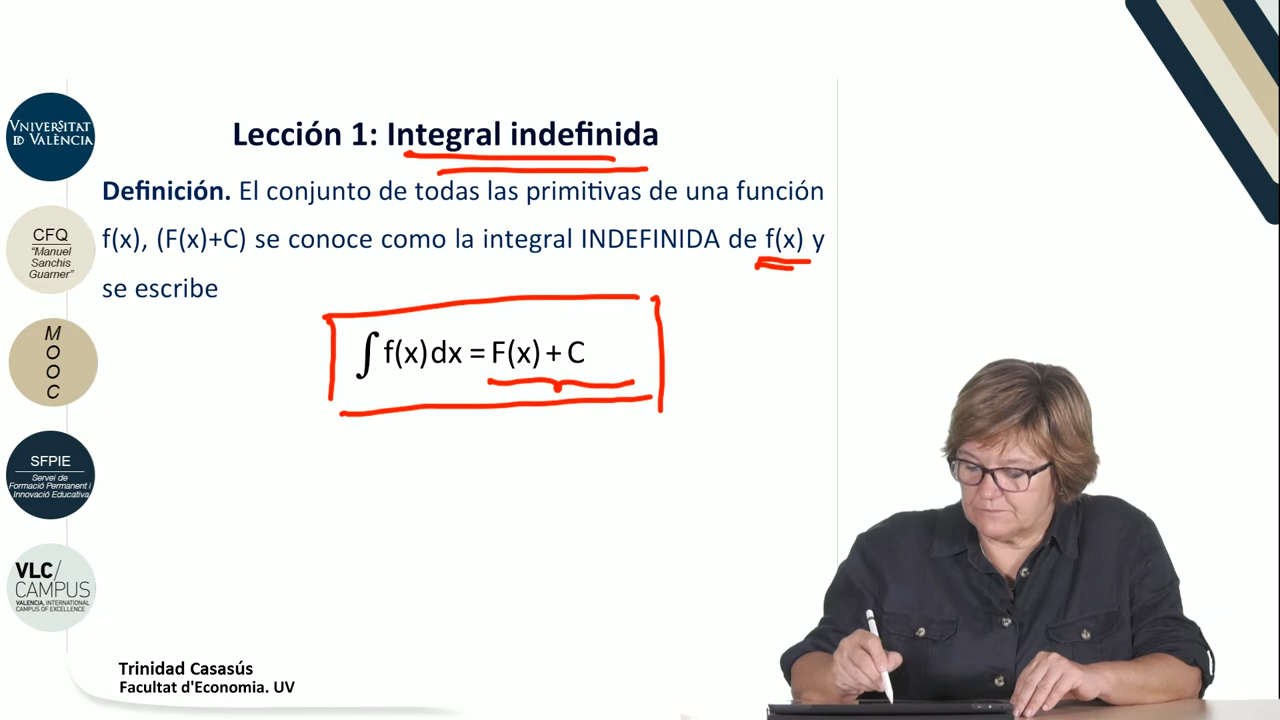 VNIVERSITAT
ID VALÈNCIA
CFQ
"Manuel
Sanchis
Guarner"
M
O
O
C
SFPIE
Servei de
Formació Permanent i
Innovació Educativa
VLC/
CAMPUS
VALENCIA, INTERNATIONAL
CAMPUS OF EXCELLENCE
Lección 1: Integral indefinida
Definición. El conjunto de todas las primitivas de una función
f(x), (F(x)+C) se conoce como la integral INDEFINIDA de f(x) y
se escribe
∫ f(x)dx = F(x) + C
Trinidad Casasús
Facultat d'Economia. UV